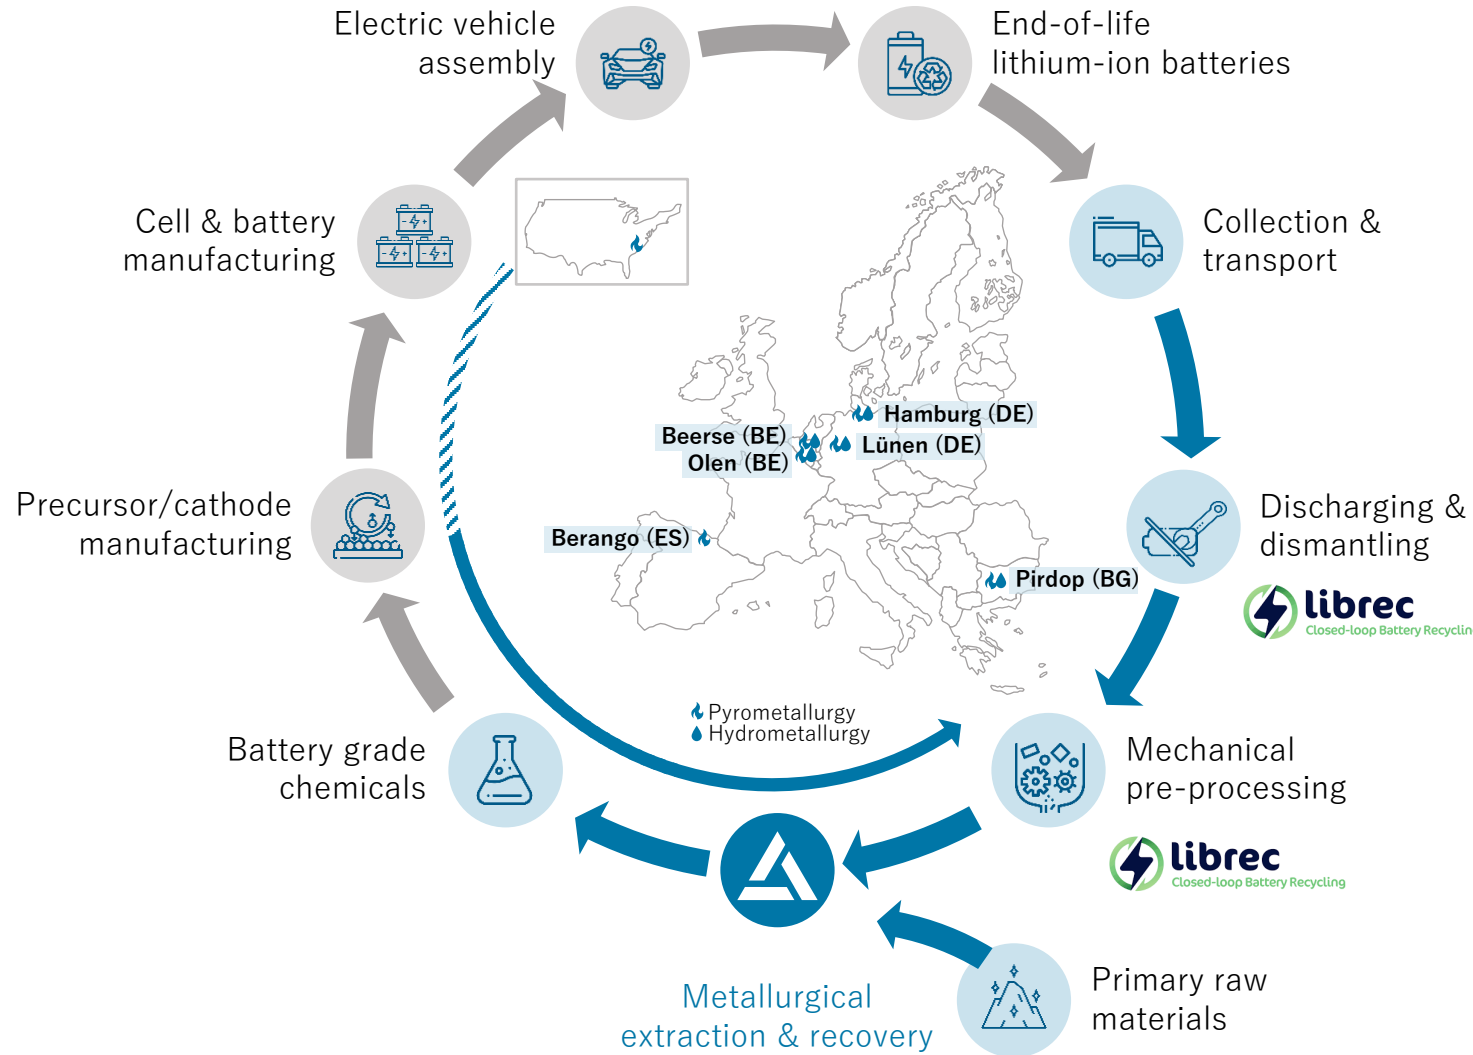 Electric vehicle
assembly
End-of-life
lithium-ion batteries
Cell & battery
manufacturing
Collection &
transport
Hamburg (DE)
Beerse (BE)
Lünen (DE)
Olen (BE)
Precursor/cathode
manufacturing
Discharging &
dismantling
Berango (ES)
Pirdop (BG)
librec
Closed-loop Battery Recyclin
Pyrometallurgy
Hydrometallurgy
Battery grade
chemicals
Mechanical
pre-processing
librec
Closed-loop Battery Recycling
Metallurgical
extraction & recovery
Primary raw
materials